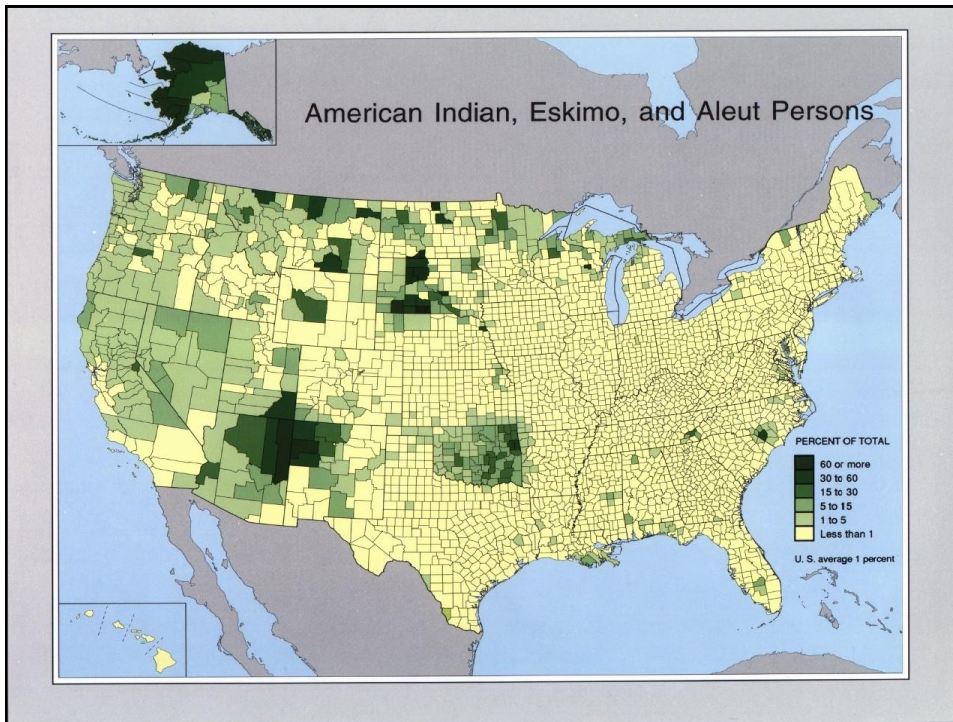 American Indian, Eskimo, and Aleut Persons
PERCENT OF TOTAL
60 or more
30 to 60
15 to 30
5 to 15
1 to 5
Less than 1
U. S. average 1 percent